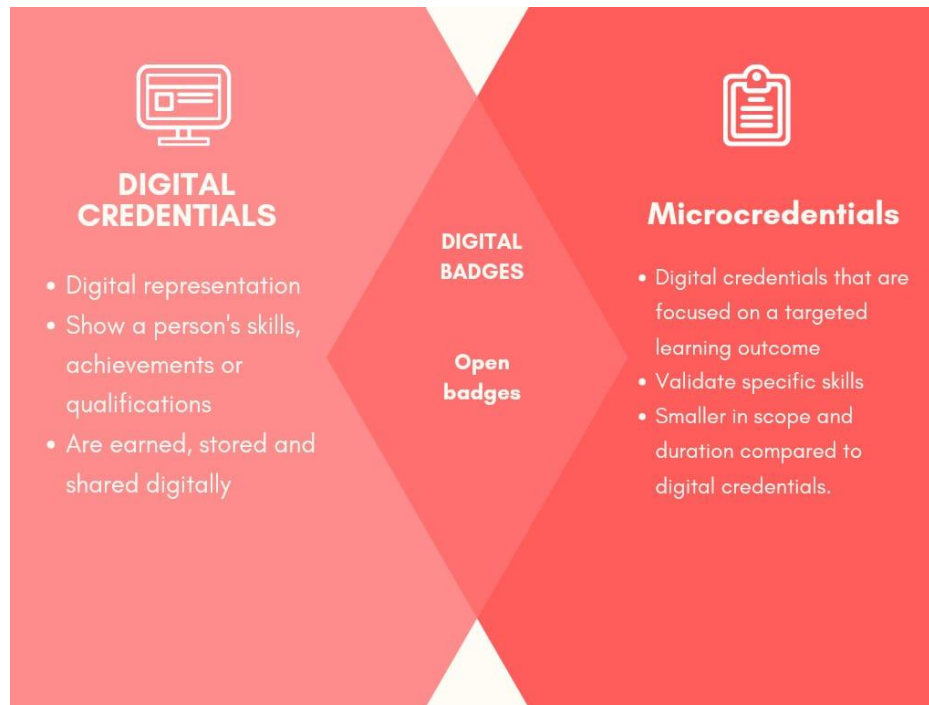 DIGITAL
CREDENTIALS
• Digital representation
• Show a person's skills,
achievements or
qualifications
• Are earned, stored and
shared digitally
DIGITAL
BADGES
Open
badges
Microcredentials
• Digital credentials that are
focused on a targeted
learning outcome
• Validate specific skills
• Smaller in scope and
duration compared to
digital credentials.